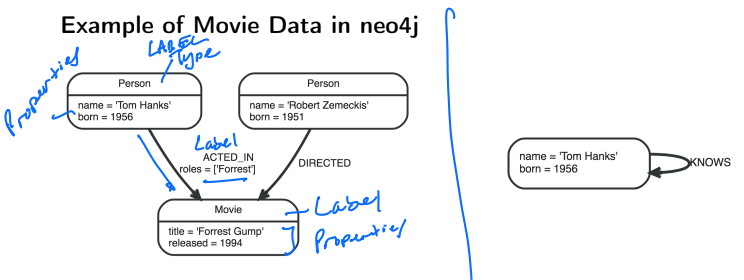 Example of Movie Data in neo4j
LABEL
Type
Properties
Person
name = 'Tom Hanks'
born = 1956
Person
name = 'Robert Zemeckis'
born = 1951
Label
ACTED_IN
roles = ['Forrest']
DIRECTED
Movie
title = 'Forrest Gump'
released = 1994
Label
Properties
name = 'Tom Hanks'
born = 1956
KNOWS